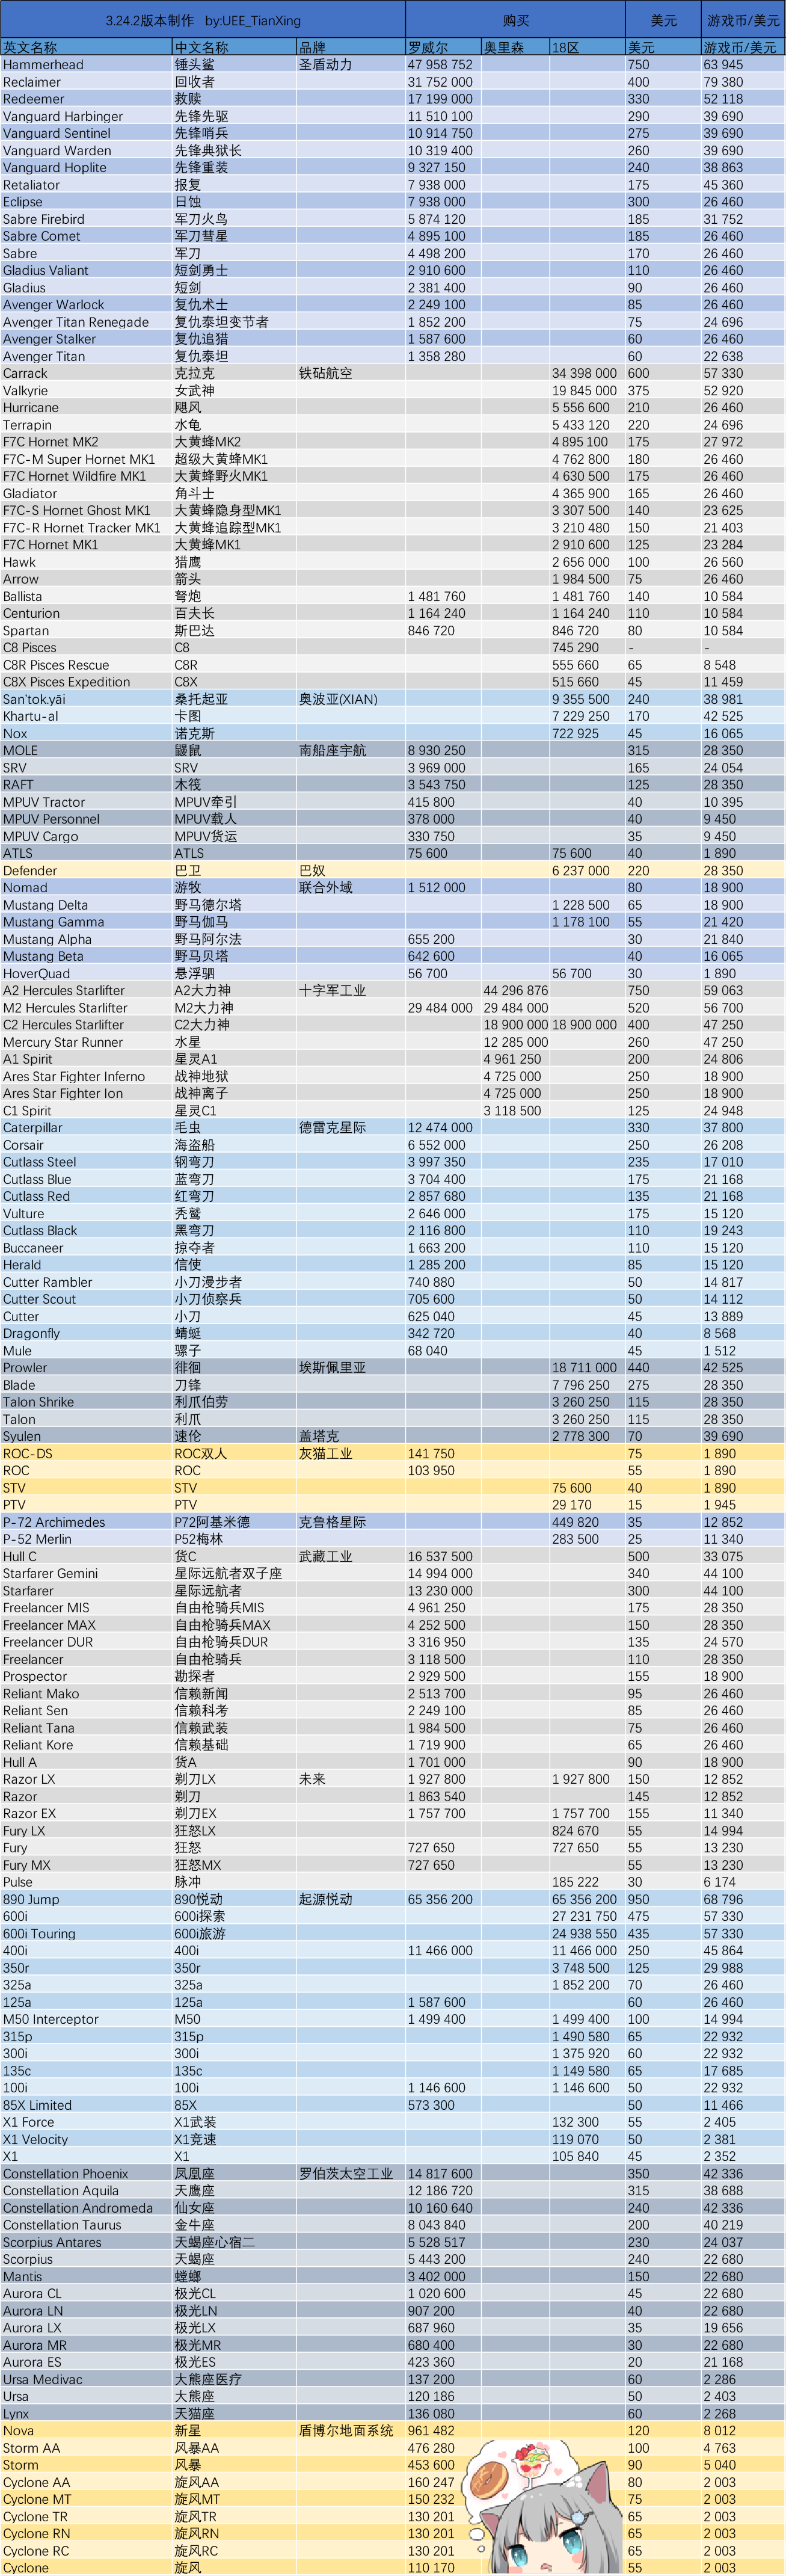 3.24.2版本制作 by:UEE_TianXing 购买 美元 游戏币/美元
英文名称 中文名称 品牌 罗威尔 奥里森 18区 美元 游戏币/美元
Hammerhead 锤头鲨 圣盾动力 47 958 752 750 63 945
Reclaimer 回收者 31 752 000 400 79 380
Redeemer 救赎 17 199 000 330 52 118
Vanguard Harbinger 先锋先驱 11 510 100 290 39 690
Vanguard Sentinel 先锋哨兵 10 914 750 275 39 690
Vanguard Warden 先锋典狱长 10 319 400 260 39 690
Vanguard Hoplite 先锋重装 9 327 150 240 38 863
Retaliator 报复 7 938 000 175 45 360
Eclipse 日蚀 7 938 000 300 26 460
Sabre Firebird 军刀火鸟 5 874 120 185 31 752
Sabre Comet 军刀彗星 4 895 100 185 26 460
Sabre 军刀 4 498 200 170 26 460
Gladius Valiant 短剑勇士 2 910 600 110 26 460
Gladius 短剑 2 381 400 90 26 460
Avenger Warlock 复仇术士 2 249 100 85 26 460
Avenger Titan Renegade 复仇泰坦变节者 1 852 200 75 24 696
Avenger Stalker 复仇追猎 1 587 600 60 26 460
Avenger Titan 复仇泰坦 1 358 280 60 22 638
Carrack 克拉克 铁砧航空 34 398 000 600 57 330
Valkyrie 女武神 19 845 000 375 52 920
Hurricane 飓风 5 556 600 210 26 460
Terrapin 水龟 5 433 120 220 24 696
F7C Hornet MK2 大黄蜂MK2 4 895 100 175 27 972
F7C-M Super Hornet MK1 超级大黄蜂MK1 4 762 800 180 26 460
F7C Hornet Wildfire MK1 大黄蜂野火MK1 4 630 500 175 26 460
Gladiator 角斗士 4 365 900 165 26 460
F7C-S Hornet Ghost MK1 大黄蜂隐身型MK1 3 307 500 140 23 625
F7C-R Hornet Tracker MK1 大黄蜂追踪型MK1 3 210 480 150 21 403
F7C Hornet MK1 大黄蜂MK1 2 910 600 125 23 284
Hawk 猎鹰 2 656 000 100 26 560
Arrow 箭头 1 984 500 75 26 460
Ballista 弩炮 1 481 760 1 481 760 140 10 584
Centurion 百夫长 1 164 240 1 164 240 110 10 584
Spartan 斯巴达 846 720 846 720 80 10 584
C8 Pisces C8 745 290 - -
C8R Pisces Rescue C8R 555 660 65 8 548
C8X Pisces Expedition C8X 515 660 45 11 459
San'tok.yāi 桑托起亚 奥波亚(XIAN) 9 355 500 240 38 981
Khartu-al 卡图 7 229 250 170 42 525
Nox 诺克斯 722 925 45 16 065
MOLE 鼹鼠 南船座宇航 8 930 250 315 28 350
SRV SRV 3 969 000 165 24 054
RAFT 木筏 3 543 750 125 28 350
MPUV Tractor MPUV牵引 415 800 40 10 395
MPUV Personnel MPUV载人 378 000 40 9 450
MPUV Cargo MPUV货运 330 750 35 9 450
ATLS ATLS 75 600 75 600 40 1 890
Defender 巴卫 巴奴 6 237 000 220 28 350
Nomad 游牧 联合外域 1 512 000 80 18 900
Mustang Delta 野马德尔塔 1 228 500 65 18 900
Mustang Gamma 野马伽马 1 178 100 55 21 420
Mustang Alpha 野马阿尔法 655 200 30 21 840
Mustang Beta 野马贝塔 642 600 40 16 065
HoverQuad 悬浮驷 56 700 56 700 30 1 890
A2 Hercules Starlifter A2大力神 十字军工业 44 296 876 750 59 063
M2 Hercules Starlifter M2大力神 29 484 000 29 484 000 520 56 700
C2 Hercules Starlifter C2大力神 18 900 000 18 900 000 400 47 250
Mercury Star Runner 水星 12 285 000 260 47 250
A1 Spirit 星灵A1 4 961 250 200 24 806
Ares Star Fighter Inferno 战神地狱 4 725 000 250 18 900
Ares Star Fighter Ion 战神离子 4 725 000 250 18 900
C1 Spirit 星灵C1 3 118 500 125 24 948
Caterpillar 毛虫 德雷克星际 12 474 000 330 37 800
Corsair 海盗船 6 552 000 250 26 208
Cutlass Steel 钢弯刀 3 997 350 235 17 010
Cutlass Blue 蓝弯刀 3 704 400 175 21 168
Cutlass Red 红弯刀 2 857 680 135 21 168
Vulture 秃鹫 2 646 000 175 15 120
Cutlass Black 黑弯刀 2 116 800 110 19 243
Buccaneer 掠夺者 1 663 200 110 15 120
Herald 信使 1 285 200 85 15 120
Cutter Rambler 小刀漫步者 740 880 50 14 817
Cutter Scout 小刀侦察兵 705 600 50 14 112
Cutter 小刀 625 040 45 13 889
Dragonfly 蜻蜓 342 720 40 8 568
Mule 骡子 68 040 45 1 512
Prowler 徘徊 埃斯佩里亚 18 711 000 440 42 525
Blade 刀锋 7 796 250 275 28 350
Talon Shrike 利爪伯劳 3 260 250 115 28 350
Talon 利爪 3 260 250 115 28 350
Syulen 速伦 盖塔克 2 778 300 70 39 690
ROC-DS ROC双人 灰猫工业 141 750 75 1 890
ROC ROC 103 950 55 1 890
STV STV 75 600 40 1 890
PTV PTV 29 170 15 1 945
P-72 Archimedes P72阿基米德 克鲁格星际 449 820 35 12 852
P-52 Merlin P52梅林 283 500 25 11 340
Hull C 货C 武藏工业 16 537 500 500 33 075
Starfarer Gemini 星际远航者双子座 14 994 000 340 44 100
Starfarer 星际远航者 13 230 000 300 44 100
Freelancer MIS 自由枪骑兵MIS 4 961 250 175 28 350
Freelancer MAX 自由枪骑兵MAX 4 252 500 150 28 350
Freelancer DUR 自由枪骑兵DUR 3 316 950 135 24 570
Freelancer 自由枪骑兵 3 118 500 110 28 350
Prospector 勘探者 2 929 500 155 18 900
Reliant Mako 信赖新闻 2 513 700 95 26 460
Reliant Sen 信赖科考 2 249 100 85 26 460
Reliant Tana 信赖武装 1 984 500 75 26 460
Reliant Kore 信赖基础 1 719 900 65 26 460
Hull A 货A 1 701 000 90 18 900
Razor LX 剃刀LX 未来 1 927 800 1 927 800 150 12 852
Razor 剃刀 1 863 540 145 12 852
Razor EX 剃刀EX 1 757 700 1 757 700 155 11 340
Fury LX 狂怒LX 824 670 55 14 994
Fury 狂怒 727 650 727 650 55 13 230
Fury MX 狂怒MX 727 650 55 13 230
Pulse 脉冲 185 222 30 6 174
890 Jump 890悦动 起源悦动 65 356 200 65 356 200 950 68 796
600i 600i探索 27 231 750 475 57 330
600i Touring 600i旅游 24 938 550 435 57 330
400i 400i 11 466 000 11 466 000 250 45 864
350r 350r 3 748 500 125 29 988
325a 325a 1 852 200 70 26 460
125a 125a 1 587 600 60 26 460
M50 Interceptor M50 1 499 400 1 499 400 100 14 994
315p 315p 1 490 580 65 22 932
300i 300i 1 375 920 60 22 932
135c 135c 1 149 580 65 17 685
100i 100i 1 146 600 1 146 600 50 22 932
85X Limited 85X 573 300 50 11 466
X1 Force X1武装 132 300 55 2 405
X1 Velocity X1竞速 119 070 50 2 381
X1 X1 105 840 45 2 352
Constellation Phoenix 凤凰座 罗伯茨太空工业 14 817 600 350 42 336
Constellation Aquila 天鹰座 12 186 720 315 38 688
Constellation Andromeda 仙女座 10 160 640 240 42 336
Constellation Taurus 金牛座 8 043 840 200 40 219
Scorpius Antares 天蝎座心宿二 5 528 517 230 24 037
Scorpius 天蝎座 5 443 200 240 22 680
Mantis 螳螂 3 402 000 150 22 680
Aurora CL 极光CL 1 020 600 45 22 680
Aurora LN 极光LN 907 200 40 22 680
Aurora LX 极光LX 687 960 35 19 656
Aurora MR 极光MR 680 400 30 22 680
Aurora ES 极光ES 423 360 20 21 168
Ursa Medivac 大熊座医疗 137 200 60 2 286
Ursa 大熊座 120 186 50 2 403
Lynx 天猫座 136 080 60 2 268
Nova 新星 盾博尔地面系统 961 482 120 8 012
Storm AA 风暴AA 476 280 100 4 763
Storm 风暴 453 600 90 5 040
Cyclone AA 旋风AA 160 247 80 2 003
Cyclone MT 旋风MT 150 232 75 2 003
Cyclone TR 旋风TR 130 201 65 2 003
Cyclone RN 旋风RN 130 201 65 2 003
Cyclone RC 旋风RC 130 201 65 2 003
Cyclone 旋风 110 170 55 2 003